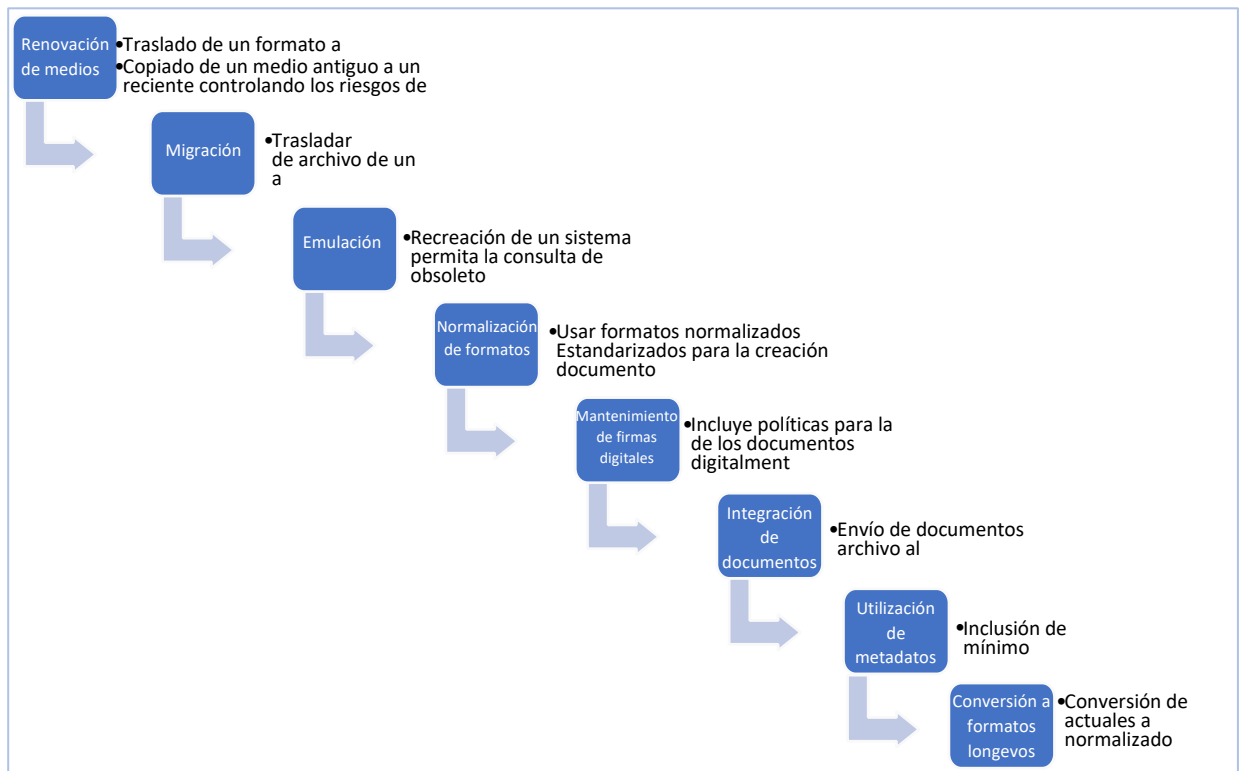 Renovación
de medios
•Traslado de un formato a
•Copiado de un medio antiguo a un
reciente controlando los riesgos de
Migración
•Trasladar
de archivo de un
a
Emulación
•Recreación de un sistema
permita la consulta de
obsoleto
Normalización
de formatos
•Usar formatos normalizados
Estandarizados para la creación
documento
Mantenimiento
de firmas
digitales
•Incluye políticas para la
de los documentos
digitalment
Integración
de
documentos
•Envío de documentos
archivo al
Utilización
de
metadatos
•Inclusión de
mínimo
Conversión a
formatos
longevos
•Conversión de
actuales a
normalizado